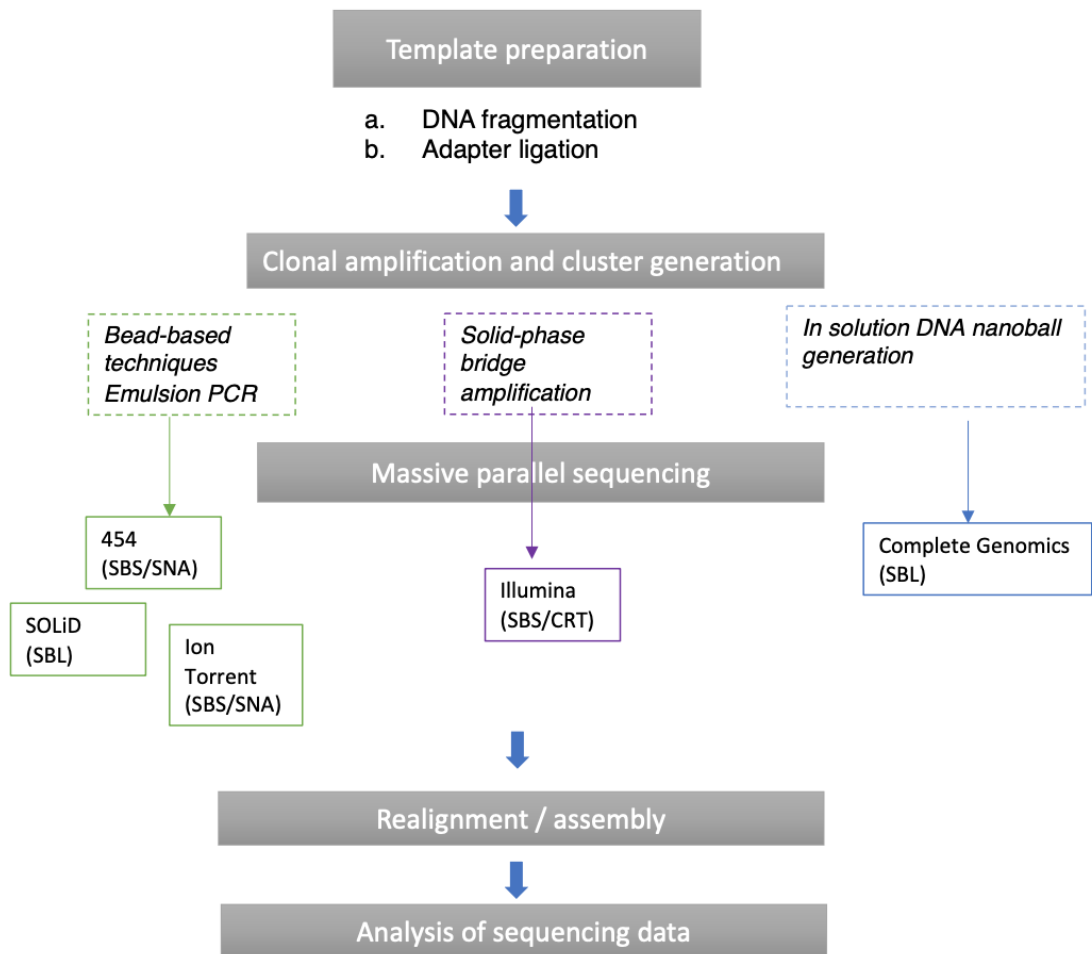 Template preparation
a. DNA fragmentation
b. Adapter ligation
Clonal amplification and cluster generation
Bead-based
techniques
Emulsion PCR
Solid-phase
bridge
amplification
In solution DNA nanoball
generation
Massive parallel sequencing
454
(SBS/SNA)
SOLiD
(SBL)
Ion
Torrent
(SBS/SNA)
Illumina
(SBS/CRT)
Complete Genomics
(SBL)
Realignment / assembly
Analysis of sequencing data